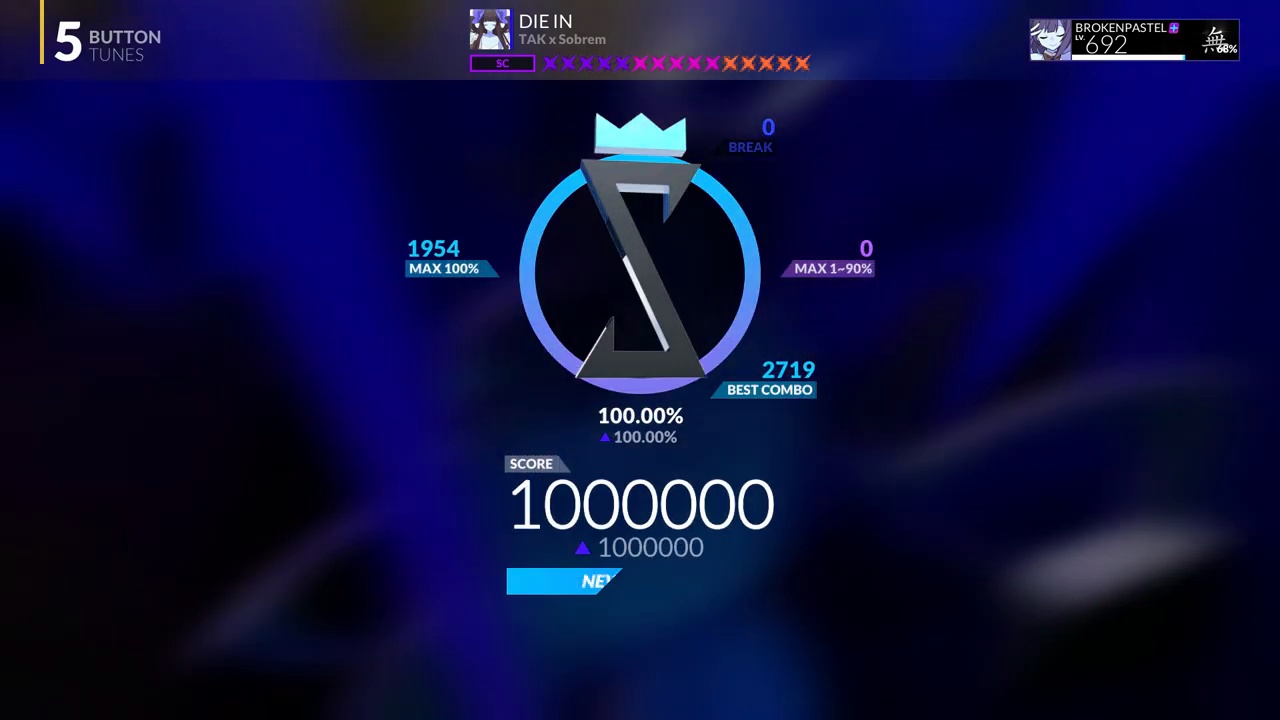 5 BUTTON
TUNES
DIE IN
TAK x Sobrem
SC
BROKENPASTEL
LV. 692
無
68%
0
BREAK
1954
MAX 100%
0
MAX 1~90%
2719
BEST COMBO
100.00%
100.00%
SCORE
1000000
1000000